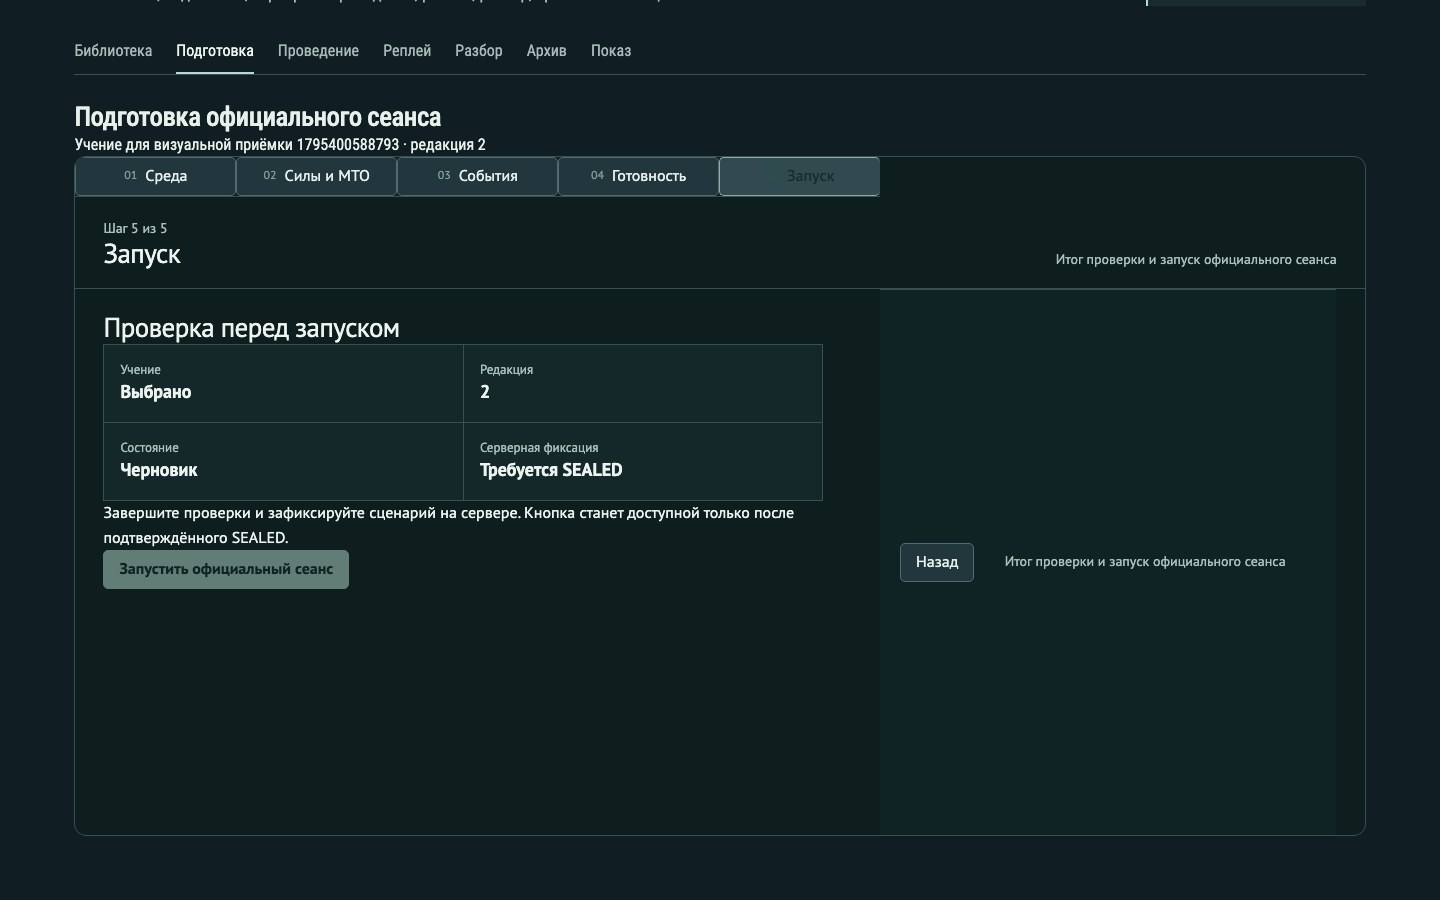 Библиотека Подготовка Проведение Реплей Разбор Архив Показ
Подготовка официального сеанса
Учение для визуальной приёмки 1795400588793 · редакция 2
01 Среда 02 Силы и МТО 03 События 04 Готовность Запуск
Шаг 5 из 5
Запуск
Итог проверки и запуск официального сеанса
Проверка перед запуском
Учение
Выбрано
Редакция
2
Состояние
Черновик
Серверная фиксация
Требуется SEALED
Завершите проверки и зафиксируйте сценарий на сервере. Кнопка станет доступной только после
подтверждённого SEALED.
Запустить официальный сеанс
Назад
Итог проверки и запуск официального сеанса